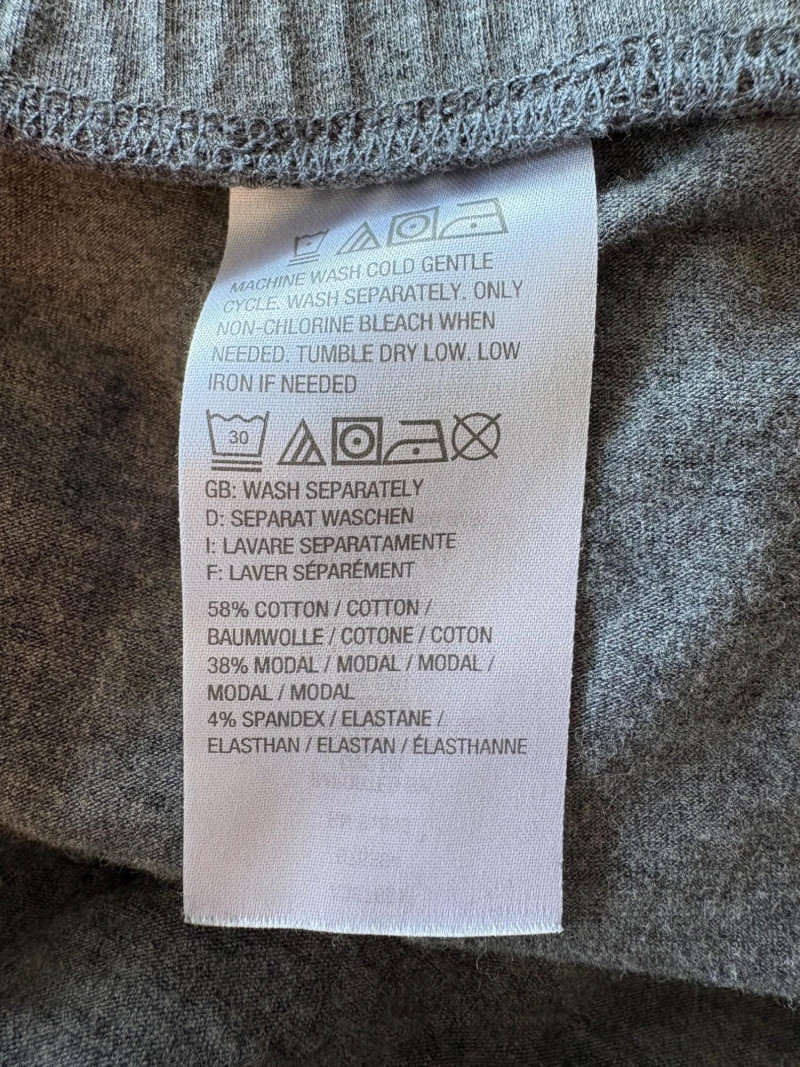 MACHINE WASH COLD GENTLE
CYCLE. WASH SEPARATELY. ONLY
NON-CHLORINE BLEACH WHEN
NEEDED. TUMBLE DRY LOW. LOW
IRON IF NEEDED
30
GB: WASH SEPARATELY
D: SEPARAT WASCHEN
I: LAVARE SEPARATAMENTE
F: LAVER SÉPARÉMENT
58% COTTON / COTTON /
BAUMWOLLE / COTONE / COTON
38% MODAL / MODAL / MODAL /
MODAL / MODAL
4% SPANDEX / ELASTANE /
ELASTHAN / ELASTAN / ÉLASTHANNE